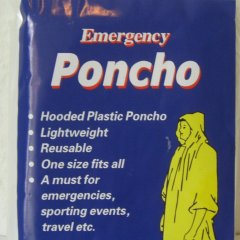 Emergency
Poncho
• Hooded Plastic Poncho
• Lightweight
• Reusable
• One size fits all
• A must for
emergencies,
sporting events,
travel etc.